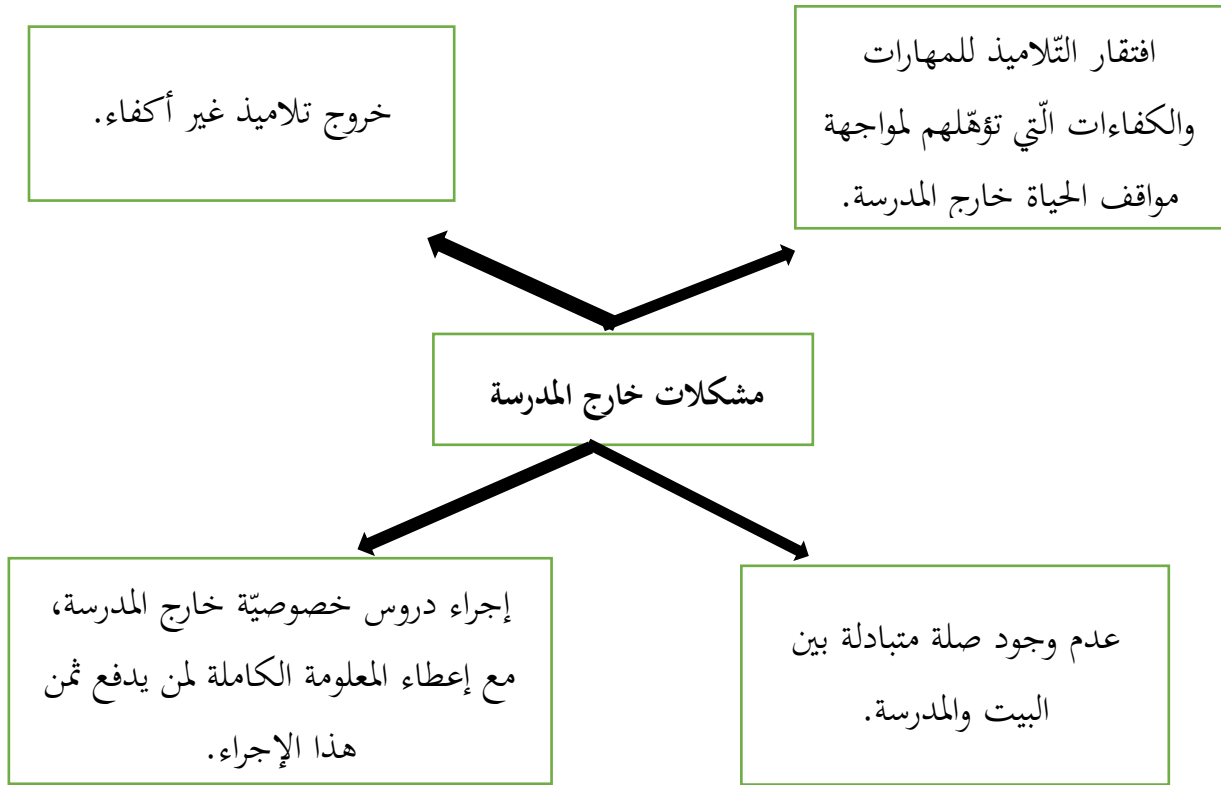 افتقار التّلاميذ للمهارات
والكفاءات الّتي تؤهّلهم لمواجهة
مواقف الحياة خارج المدرسة.
خروج تلاميذ غير أكفاء.
مشكلات خارج المدرسة
عدم وجود صلة متبادلة بين
البيت والمدرسة.
إجراء دروس خصوصيّة خارج المدرسة،
مع إعطاء المعلومة الكاملة لمن يدفع ثمن
هذا الإجراء.